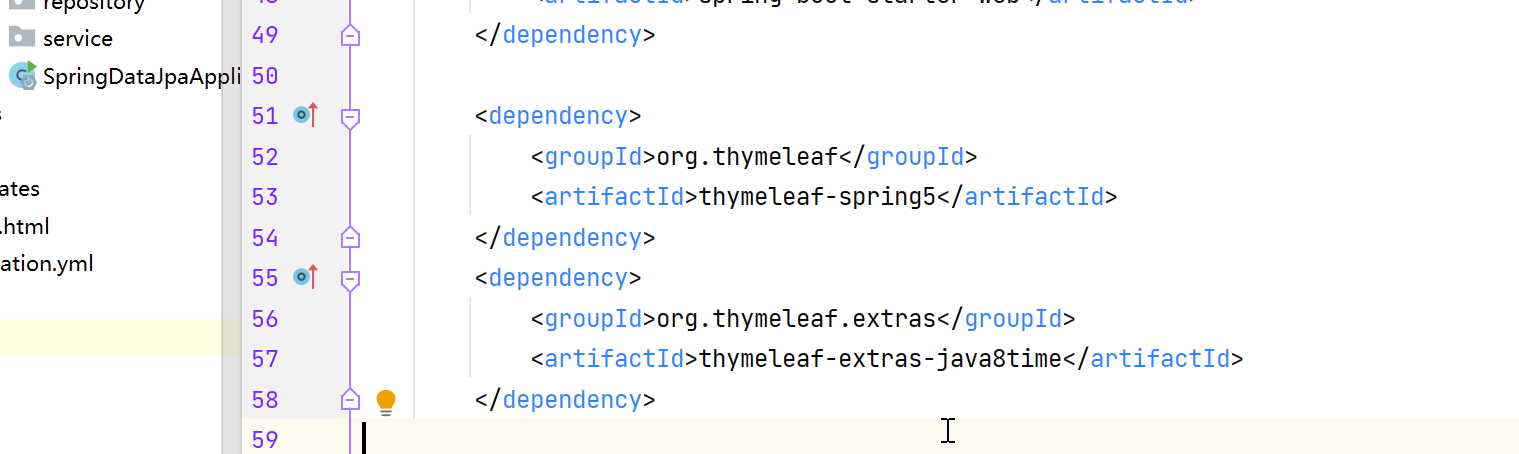 repository
service
SpringDataJpaAppli
s
ates
.html
ation.yml
48 <artifactId>spring-boot-starter-web</artifactId>
49 </dependency>
50
51 <dependency>
52 <groupId>org.thymeleaf</groupId>
53 <artifactId>thymeleaf-spring5</artifactId>
54 </dependency>
55 <dependency>
56 <groupId>org.thymeleaf.extras</groupId>
57 <artifactId>thymeleaf-extras-java8time</artifactId>
58 </dependency>
59